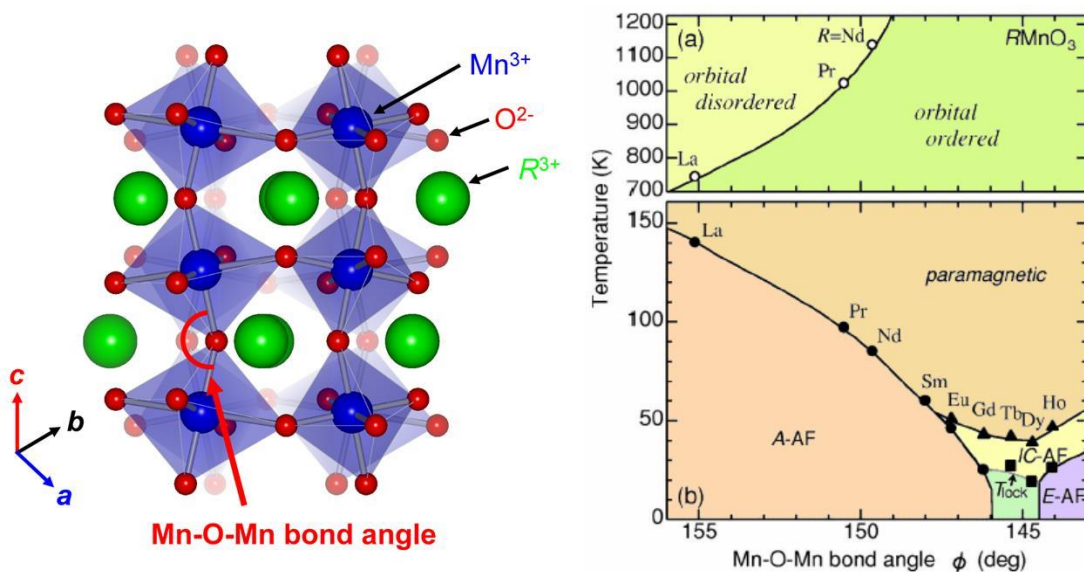 Mn3+
O2-
R3+
c
b
a
Mn-O-Mn bond angle
(a)
R=Nd
RMnO3
Pr
orbital
disordered
orbital
ordered
La
1200
1100
1000
900
800
700
Temperature (K)
150
100
50
0
La
paramagnetic
Pr
Nd
Sm
Eu
Gd
Tb
Dy
Ho
A-AF
IC-AF
Tlock
E-AF
(b)
155
150
145
Mn-O-Mn bond angle ϕ (deg)